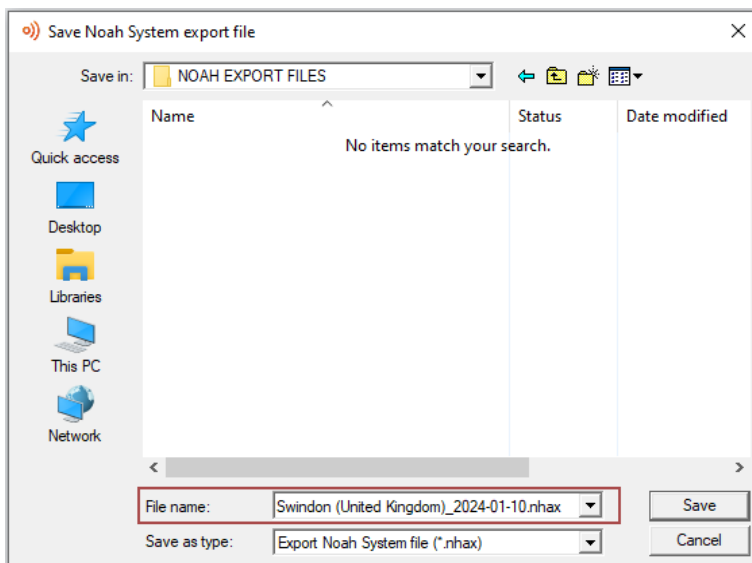 Save Noah System export file
Save in: NOAH EXPORT FILES
Name Status Date modified
No items match your search.
Quick access
Desktop
Libraries
This PC
Network
File name: Swindon (United Kingdom)_2024-01-10.nhax Save
Save as type: Export Noah System file (*.nhax) Cancel